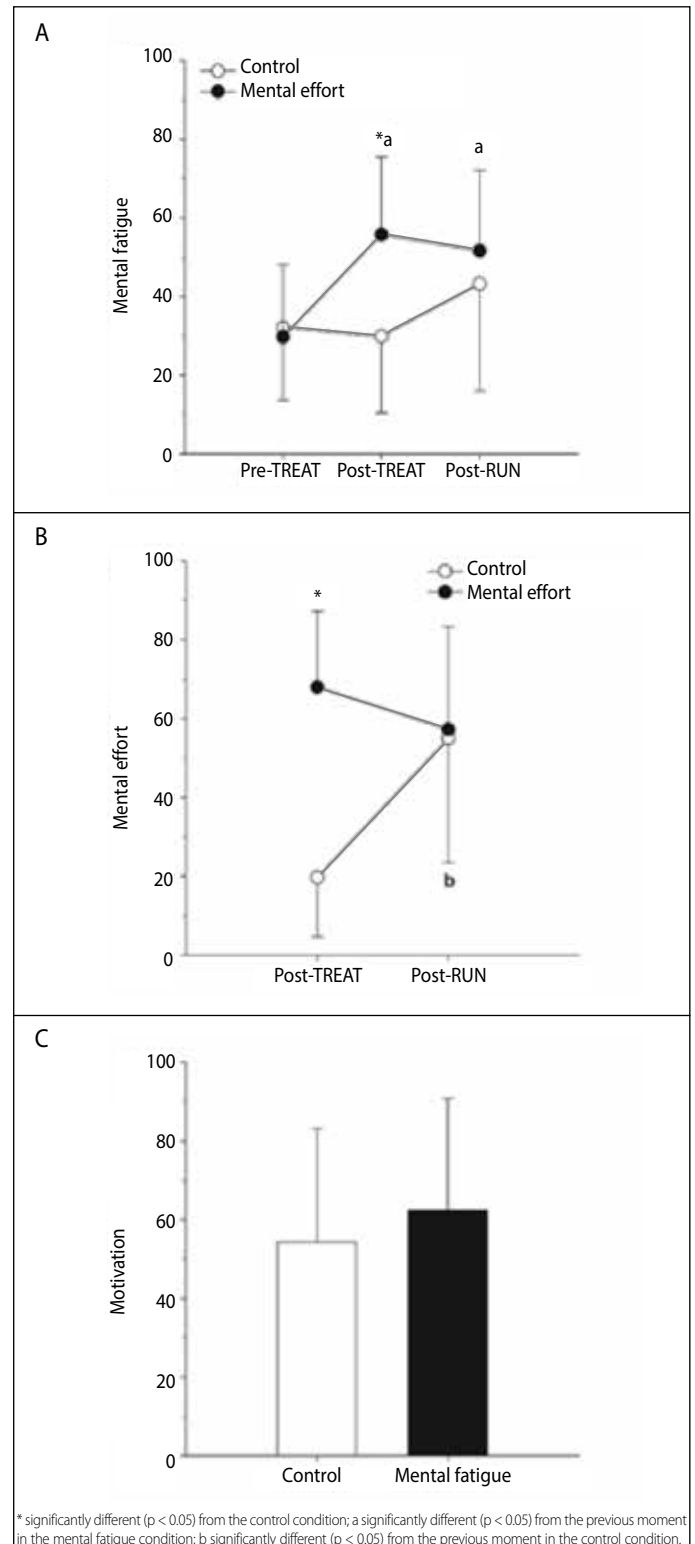 A
100
Control
Mental effort
80
*a
a
60
Mental fatigue
40
20
0
Pre-TREAT Post-TREAT Post-RUN
B
100
Control
Mental effort
*
80
60
Mental effort
40
20
b
0
Post-TREAT Post-RUN
C
100
80
60
Motivation
40
20
0
Control Mental fatigue
* significantly different (p < 0.05) from the control condition; a significantly different (p < 0.05) from the previous moment
in the mental fatigue condition; b significantly different (p < 0.05) from the previous moment in the control condition.